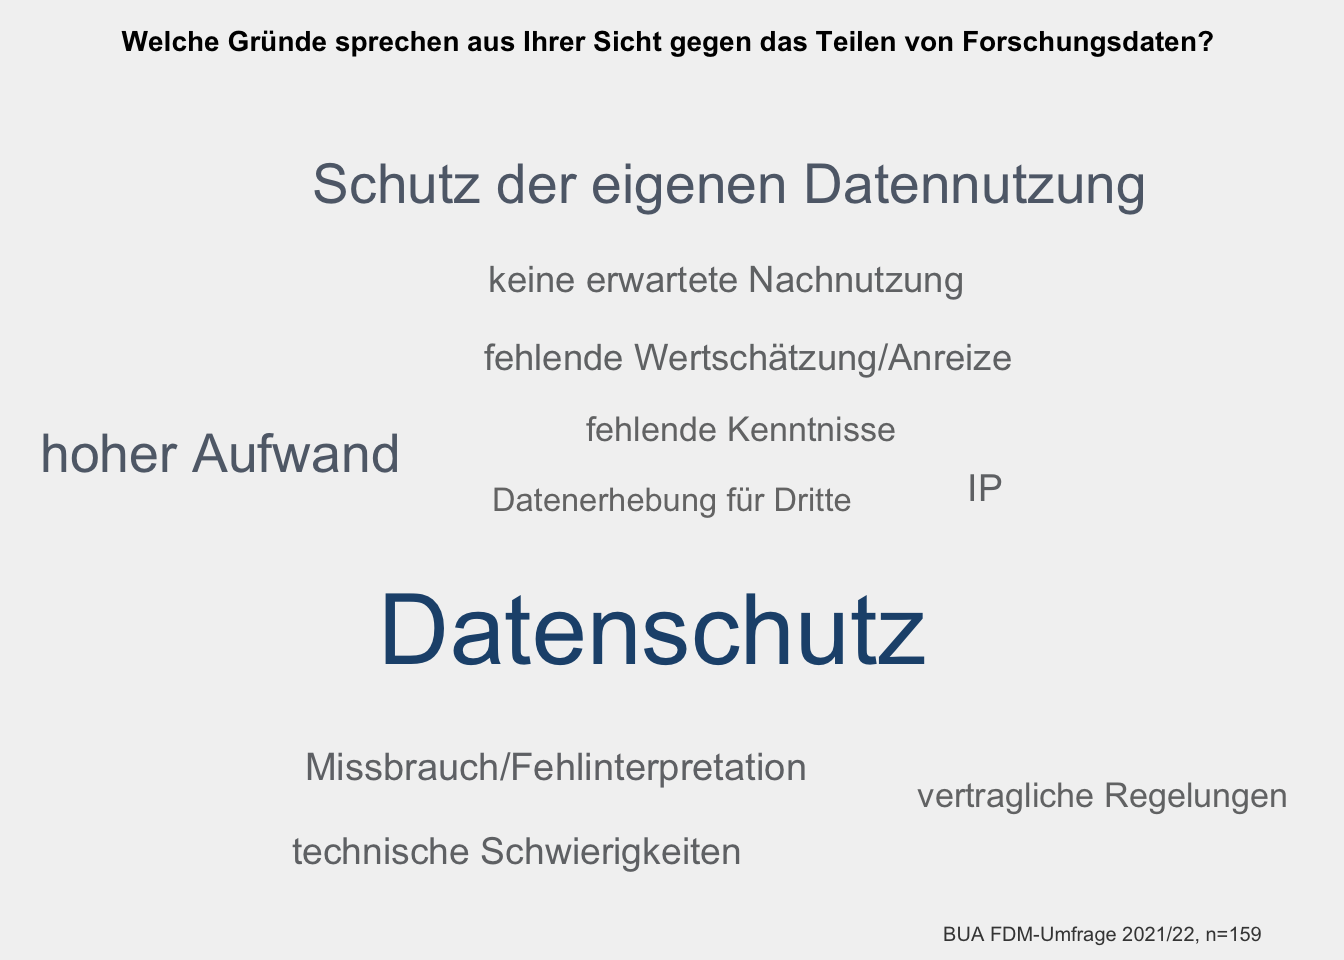 Welche Gründe sprechen aus Ihrer Sicht gegen das Teilen von Forschungsdaten?
Schutz der eigenen Datennutzung
keine erwartete Nachnutzung
fehlende Wertschätzung/Anreize
fehlende Kenntnisse
hoher Aufwand
IP
Datenerhebung für Dritte
Datenschutz
Missbrauch/Fehlinterpretation
vertragliche Regelungen
technische Schwierigkeiten
BUA FDM-Umfrage 2021/22, n=159